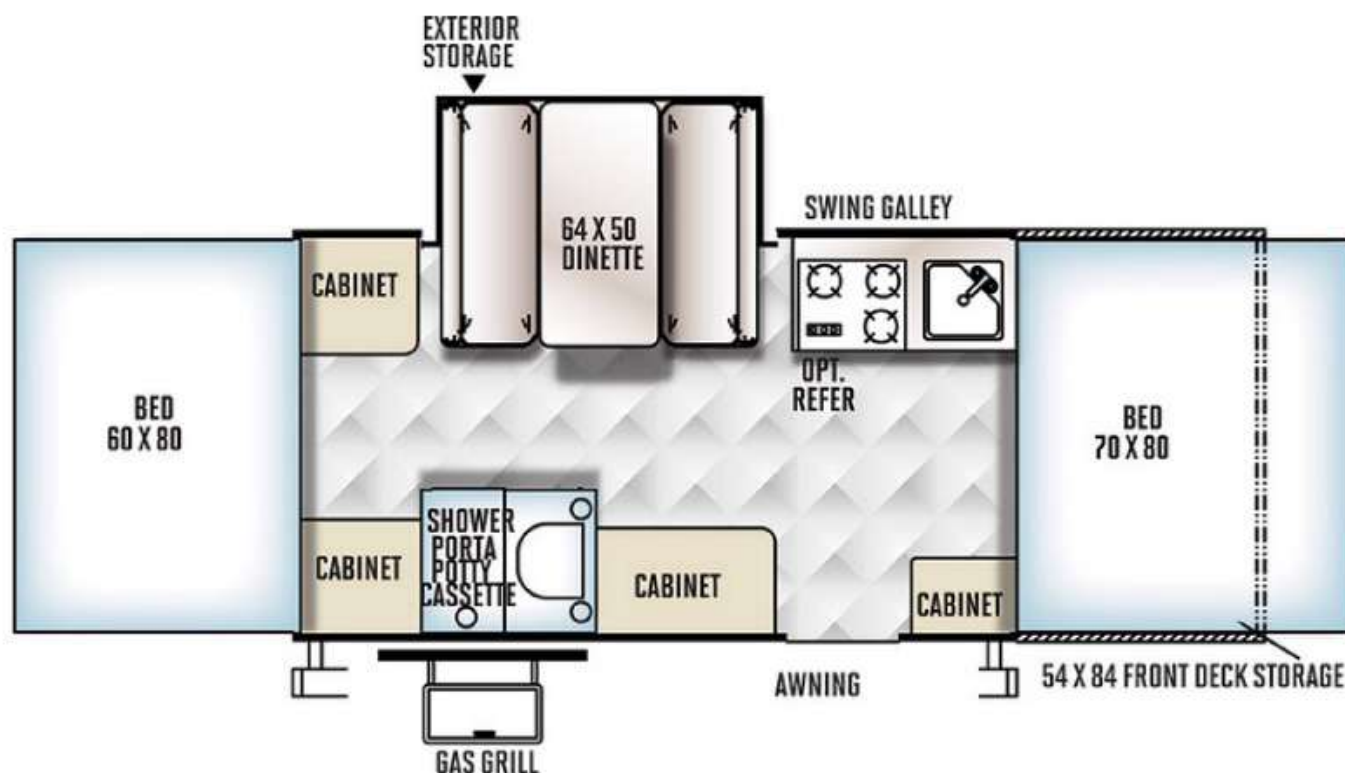 EXTERIOR
STORAGE
64 X 50
DINETTE
SWING GALLEY
CABINET
OPT.
REFER
BED
60 X 80
BED
70 X 80
SHOWER
PORTA
POTTY
CASSETTE
CABINET
CABINET
CABINET
54 X 84 FRONT DECK STORAGE
AWNING
GAS GRILL